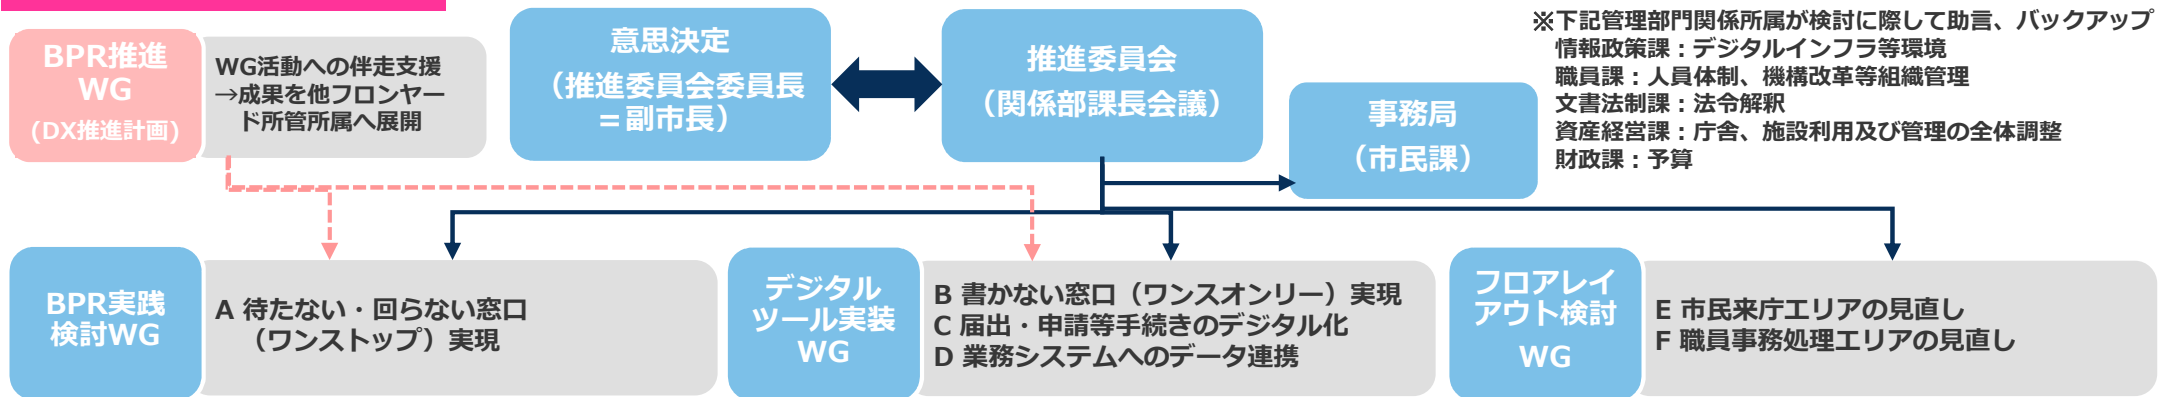 BPR推進
WG
(DX推進計画)
WG活動への伴走支援
→成果を他フロンヤー
ド所管所属へ展開
意思決定
（推進委員会委員長
＝副市長）
推進委員会
（関係部課長会議）
事務局
（市民課）
※下記管理部門関係所属が検討に際して助言、バックアップ
情報政策課：デジタルインフラ等環境
職員課：人員体制、機構改革等組織管理
文書法制課：法令解釈
資産経営課：庁舎、施設利用及び管理の全体調整
財政課：予算
BPR実践
検討WG
A 待たない・回らない窓口
（ワンストップ）実現
デジタル
ツール実装
WG
B 書かない窓口（ワンスオンリー）実現
C 届出・申請等手続きのデジタル化
D 業務システムへのデータ連携
フロアレイ
アウト検討
WG
E 市民来庁エリアの見直し
F 職員事務処理エリアの見直し